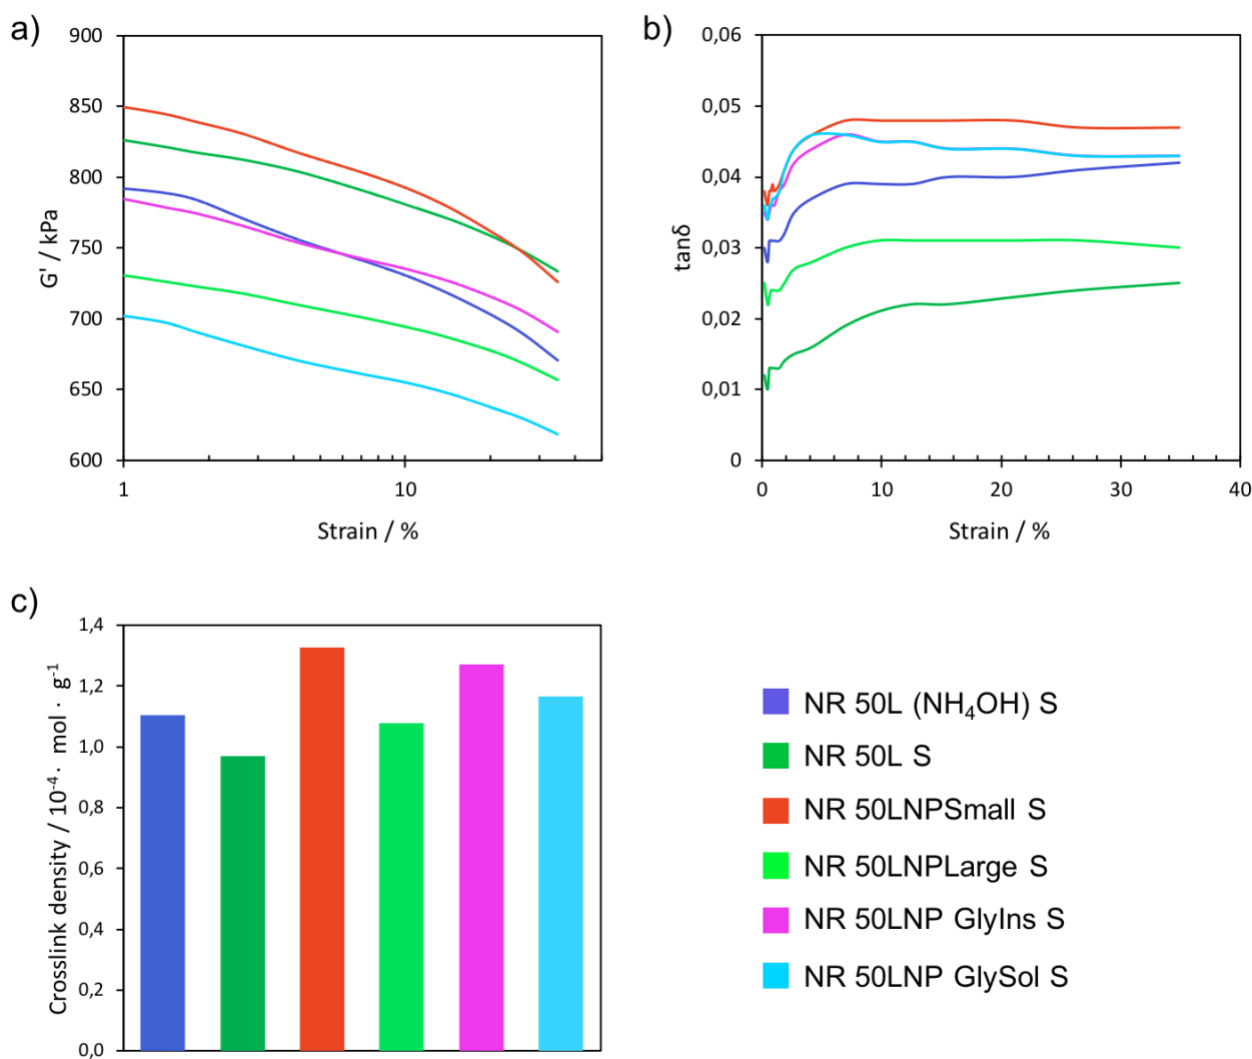 a)
G' / kPa
900
850
800
750
700
650
600
1
10
Strain / %
b)
tanδ
0,06
0,05
0,04
0,03
0,02
0,01
0
0
10
20
30
40
Strain / %
c)
Crosslink density / 10⁻⁴ · mol · g⁻¹
1,4
1,2
1,0
0,8
0,6
0,4
0,2
0,0
NR 50L (NH₄OH) S
NR 50L S
NR 50LNPSmall S
NR 50LNPLarge S
NR 50LNP GlyIns S
NR 50LNP GlySol S